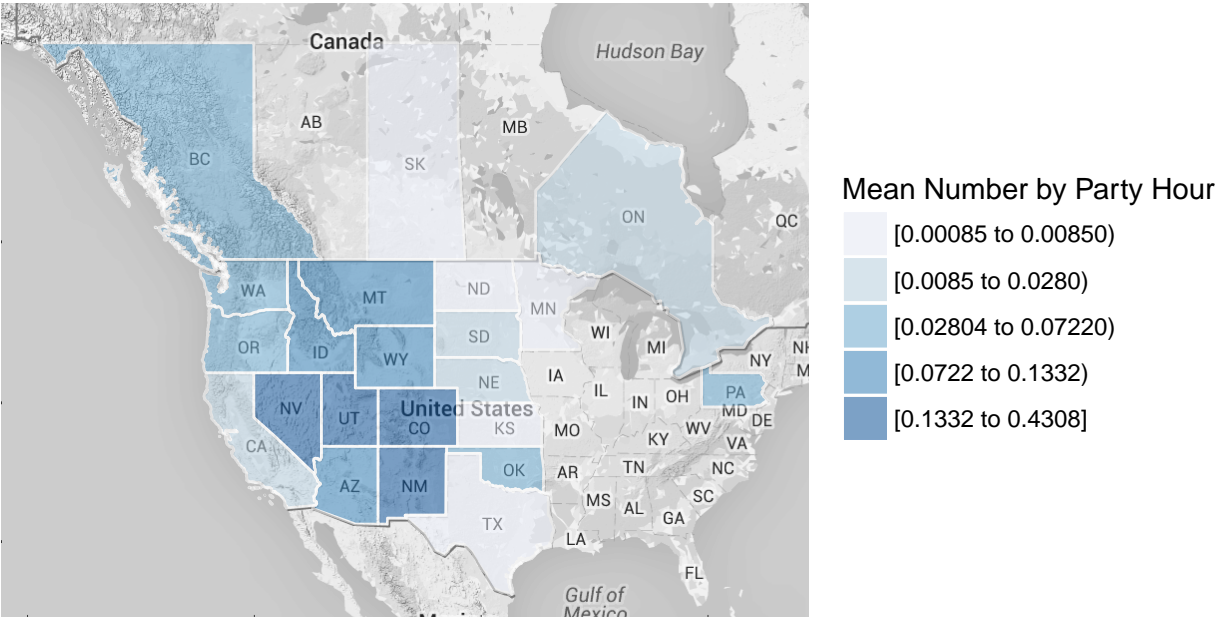 Canada
Hudson Bay
AB
MB
BC
SK
ON
QC
WA
MT
ND
MN
OR
ID
WY
SD
WI
MI
NY
NH
M
NE
IA
IL
IN
OH
PA
MD
DE
NV
UT
United States
CO
KS
MO
KY
WV
VA
CA
AZ
NM
OK
AR
TN
NC
TX
MS
AL
GA
SC
LA
FL
Gulf of
Mexico
Mean Number by Party Hour
[0.00085 to 0.00850)
[0.0085 to 0.0280)
[0.02804 to 0.07220)
[0.0722 to 0.1332)
[0.1332 to 0.4308]